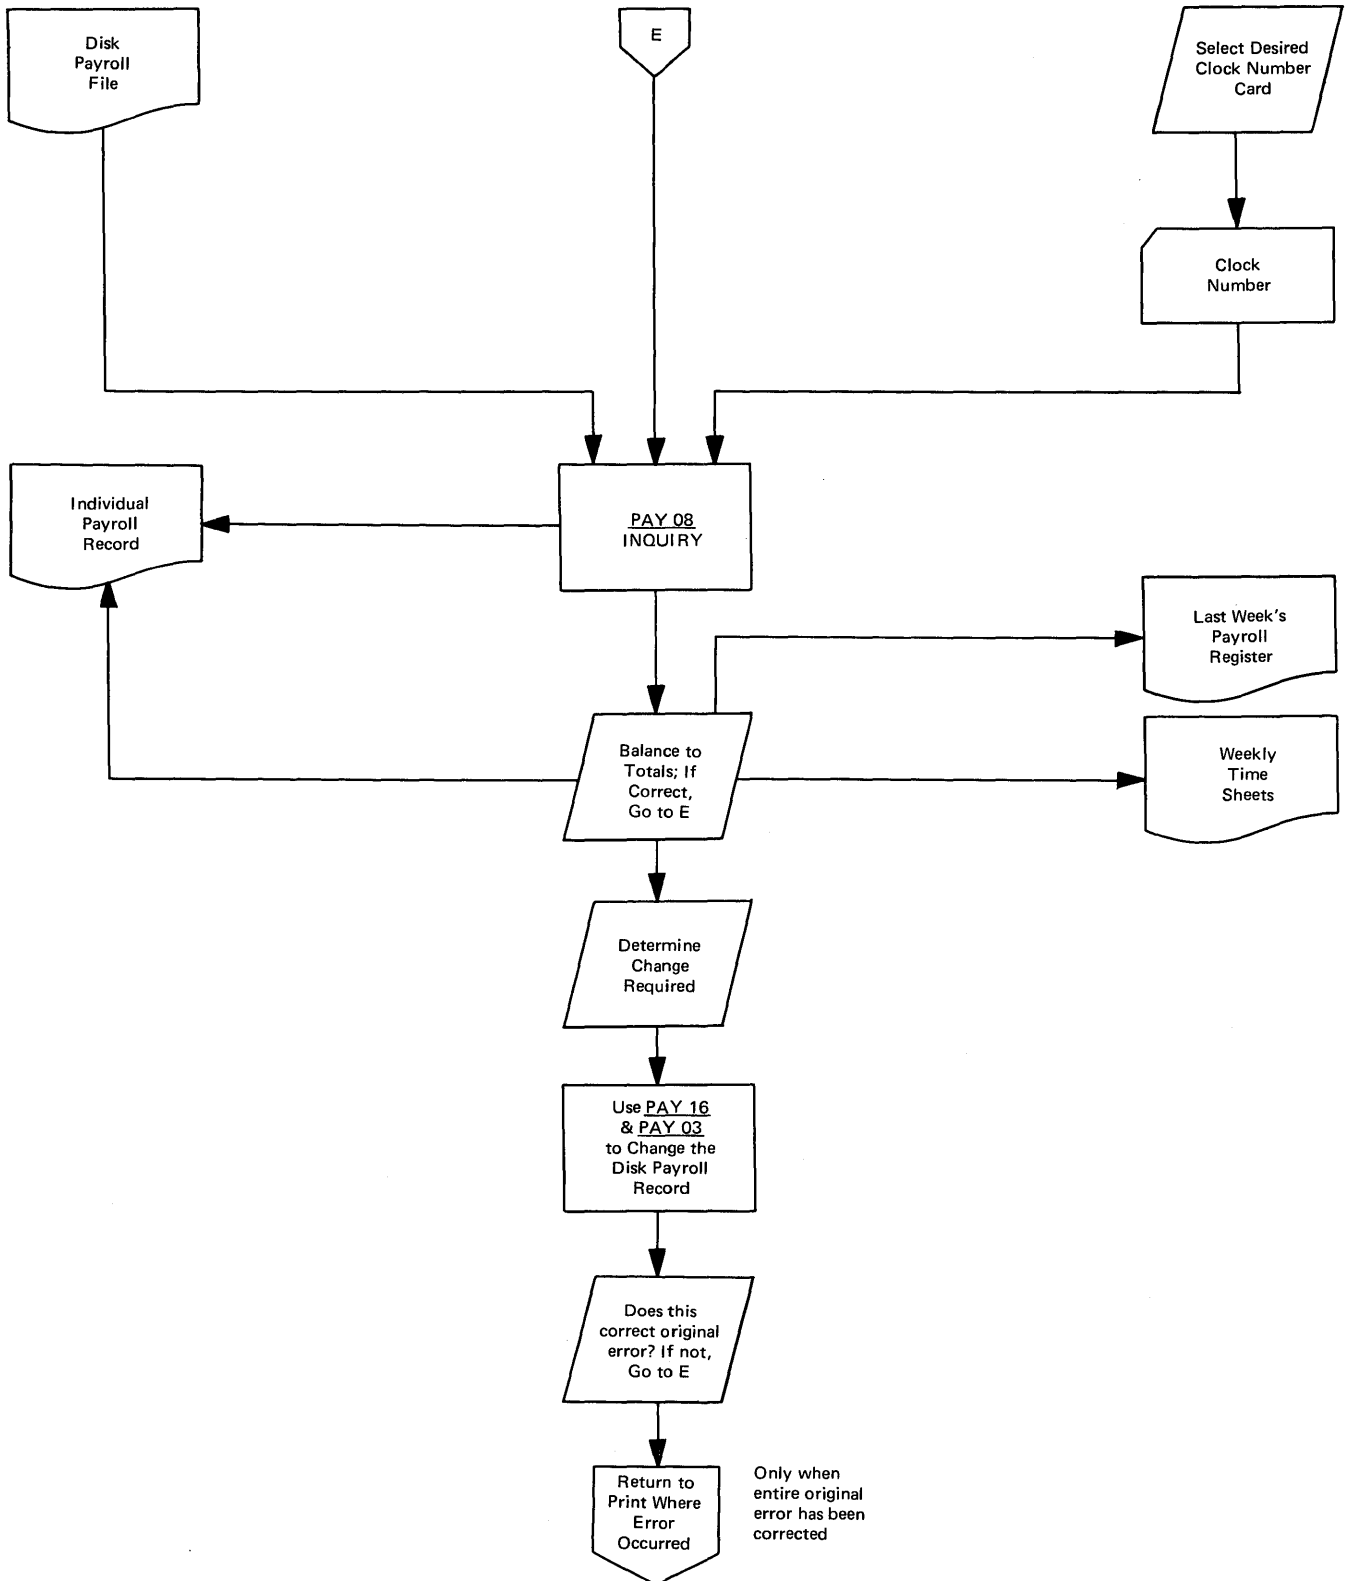 Disk
Payroll
File
E
Select Desired
Clock Number
Card
Clock
Number
Individual
Payroll
Record
PAY 08
INQUIRY
Last Week's
Payroll
Register
Balance to
Totals; If
Correct,
Go to E
Weekly
Time
Sheets
Determine
Change
Required
Use PAY 16
& PAY 03
to Change the
Disk Payroll
Record
Does this
correct original
error? If not,
Go to E
Return to
Print Where
Error
Occurred
Only when
entire original
error has been
corrected